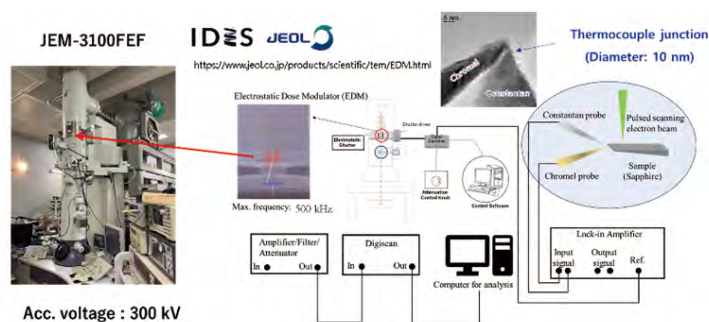 JEM-3100FEF
IDES JEOL
https://www.jeol.co.jp/products/scientific/tem/EDM.html
5 nm
Chromel
Constantan
Thermocouple junction
(Diameter: 10 nm)
Electrostatic Dose Modulator (EDM)
Max. frequency: 500 kHz
Electrostatic
Shutter
Shutter driver
Attenuation
Control Knob
Control Software
Constantan probe
Pulsed scanning
electron beam
Chromel probe
Sample
(Sapphire)
Amplifier/Filter/
Attenuator
In Out
Digiscan
In Out
Computer for analysis
Lock-in Amplifier
Input
signal
Output
signal
Ref.
Acc. voltage : 300 kV